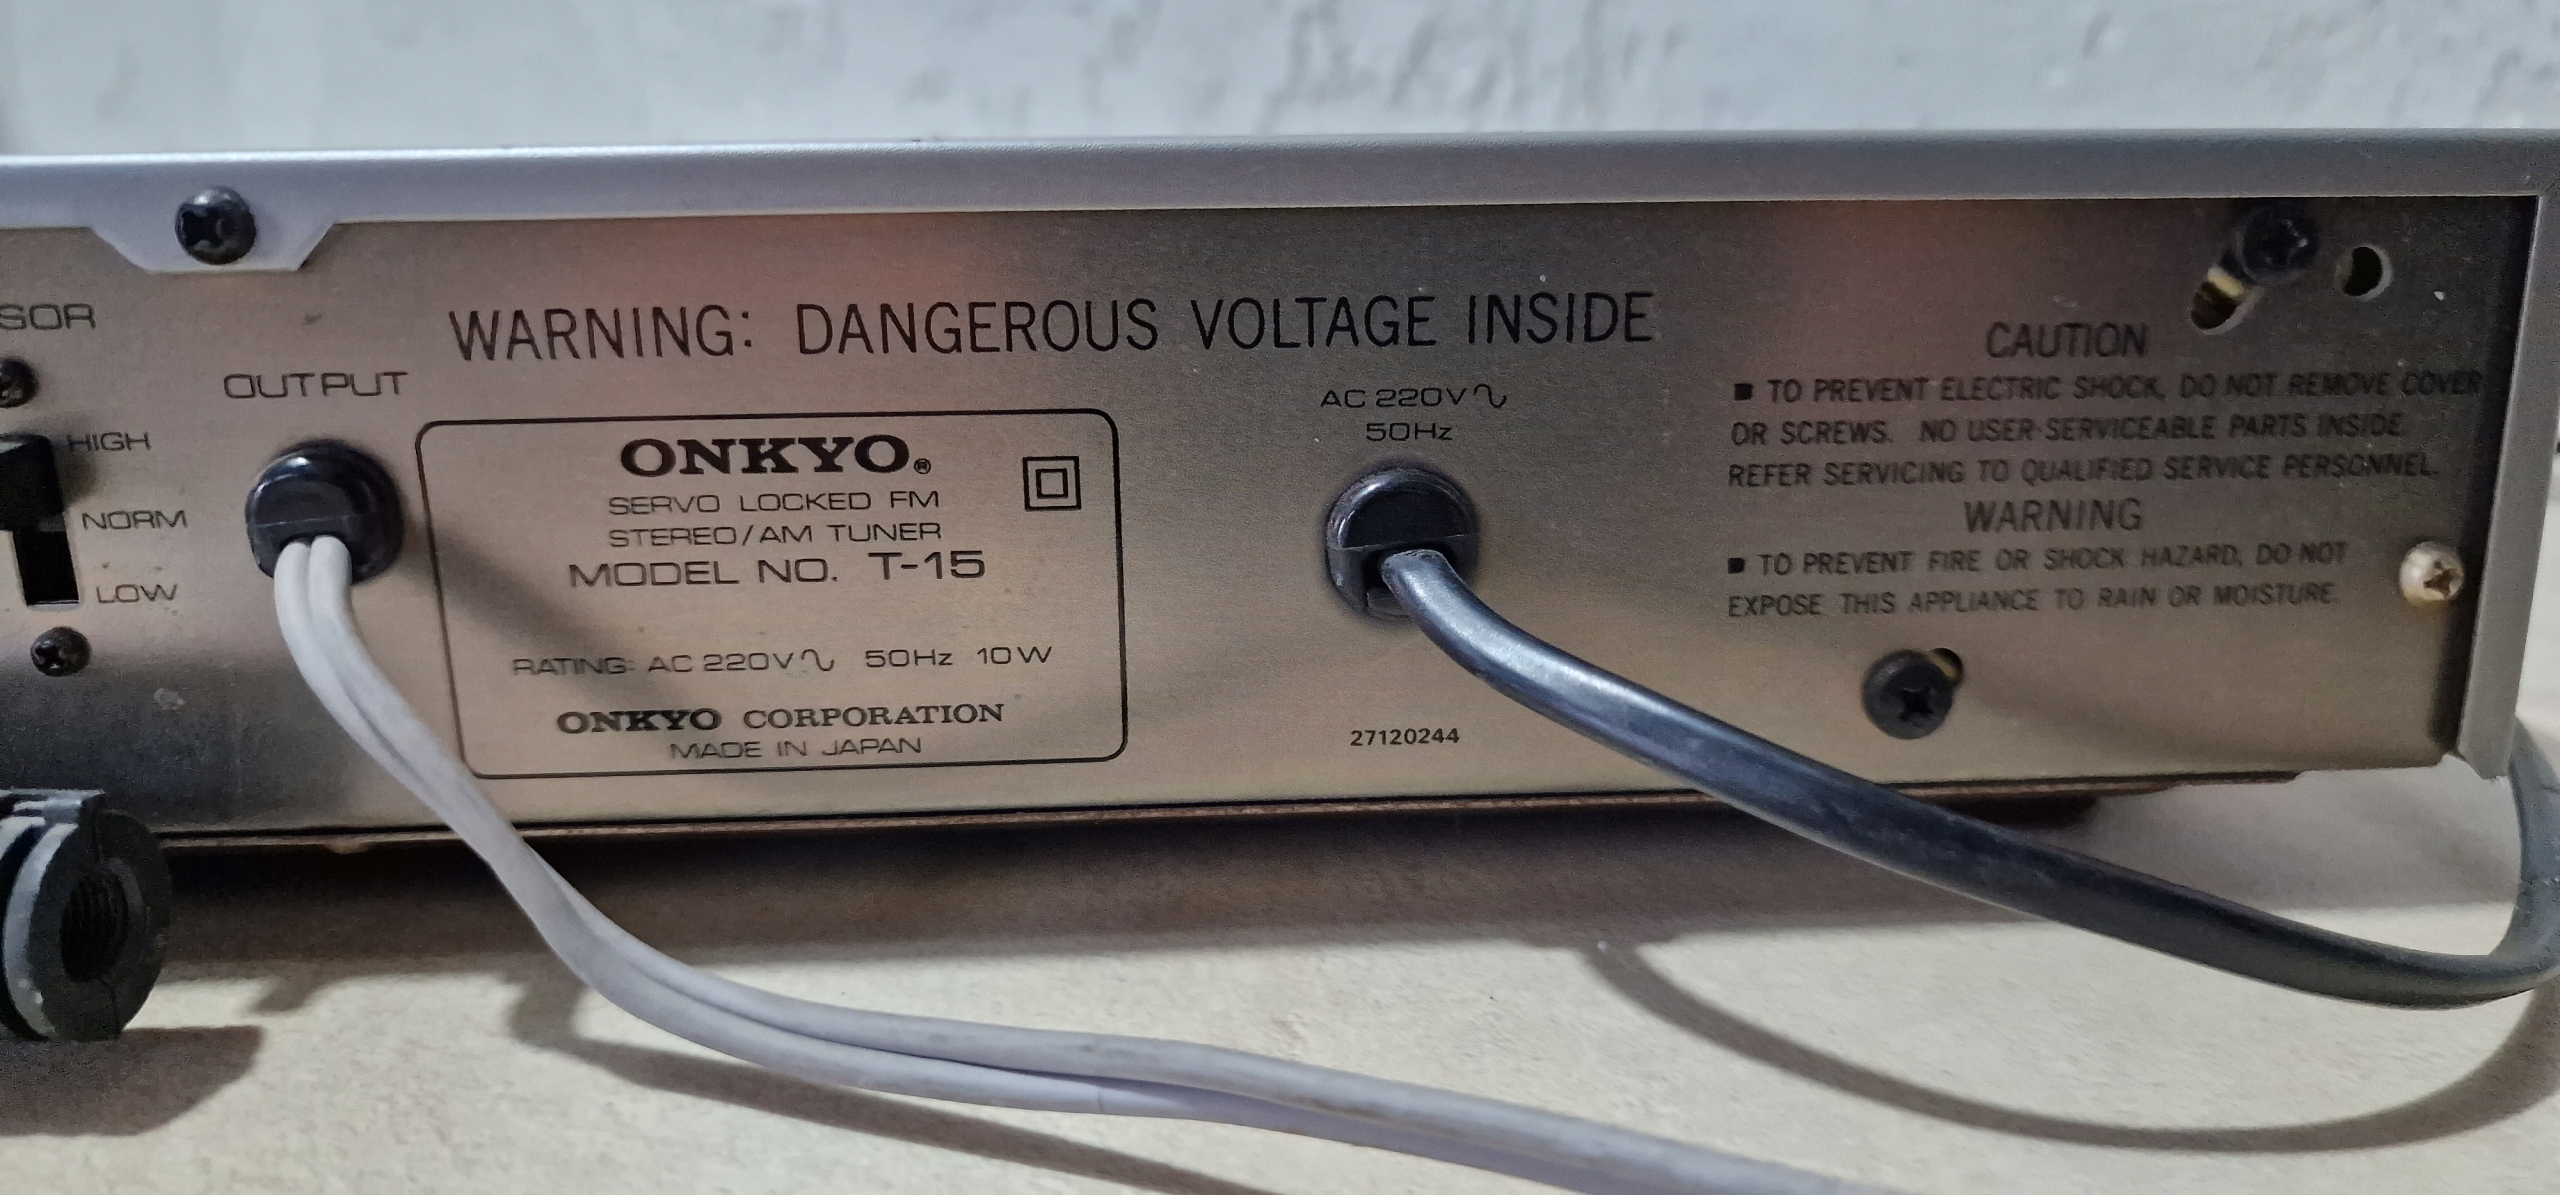 SOR
HIGH
NORM
LOW
OUTPUT
WARNING: DANGEROUS VOLTAGE INSIDE
ONKYO®
SERVO LOCKED FM
STEREO/AM TUNER
MODEL NO. T-15
RATING: AC 220V∿ 50Hz 10W
ONKYO CORPORATION
MADE IN JAPAN
AC 220V∿
50Hz
27120244
CAUTION
■ TO PREVENT ELECTRIC SHOCK, DO NOT REMOVE COVER
OR SCREWS. NO USER-SERVICEABLE PARTS INSIDE.
REFER SERVICING TO QUALIFIED SERVICE PERSONNEL.
WARNING
■ TO PREVENT FIRE OR SHOCK HAZARD, DO NOT
EXPOSE THIS APPLIANCE TO RAIN OR MOISTURE.